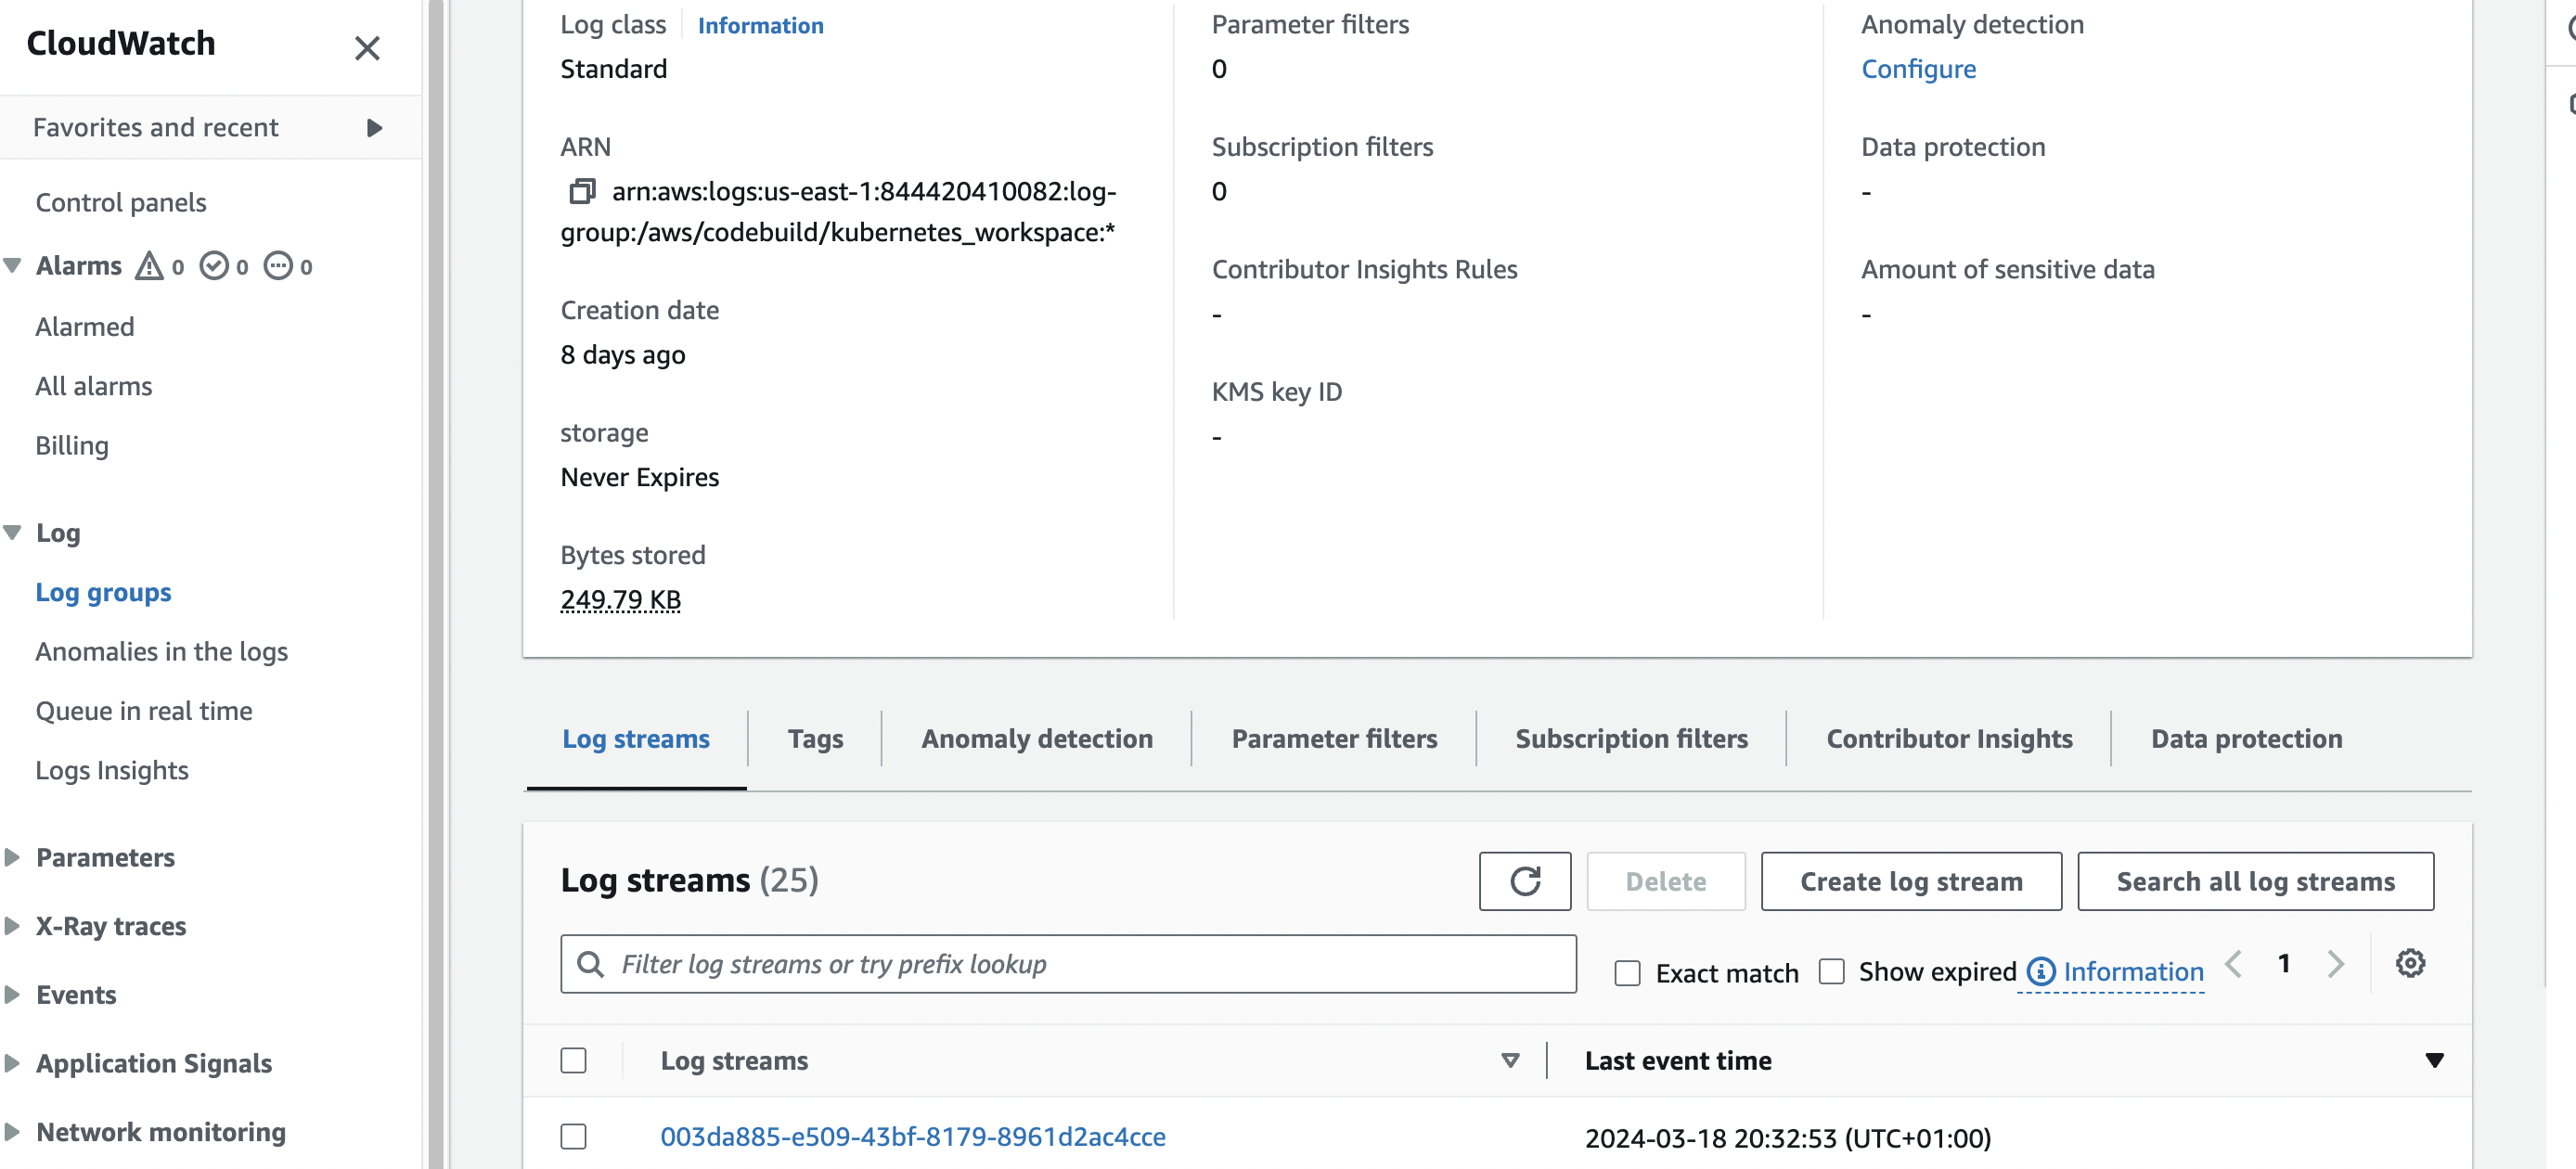 CloudWatch
Favorites and recent
Control panels
Alarms 0 0 0
Alarmed
All alarms
Billing
Log
Log groups
Anomalies in the logs
Queue in real time
Logs Insights
Parameters
X-Ray traces
Events
Application Signals
Network monitoring
Log class Information
Standard
ARN
arn:aws:logs:us-east-1:844420410082:log-
group:/aws/codebuild/kubernetes_workspace:*
Creation date
8 days ago
storage
Never Expires
Bytes stored
249.79 KB
Parameter filters
0
Subscription filters
0
Contributor Insights Rules
-
KMS key ID
-
Anomaly detection
Configure
Data protection
-
Amount of sensitive data
-
Log streams Tags Anomaly detection Parameter filters Subscription filters Contributor Insights Data protection
Log streams (25) Delete Create log stream Search all log streams
Filter log streams or try prefix lookup Exact match Show expired Information 1
Log streams Last event time
003da885-e509-43bf-8179-8961d2ac4cce 2024-03-18 20:32:53 (UTC+01:00)